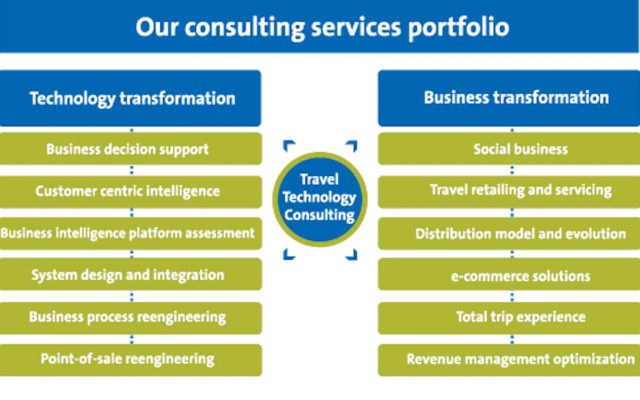 Our consulting services portfolio
Technology transformation
Business decision support
Customer centric intelligence
Business intelligence platform assessment
System design and integration
Business process reengineering
Point-of-sale reengineering
Travel
Technology
Consulting
Business transformation
Social business
Travel retailing and servicing
Distribution model and evolution
e-commerce solutions
Total trip experience
Revenue management optimization